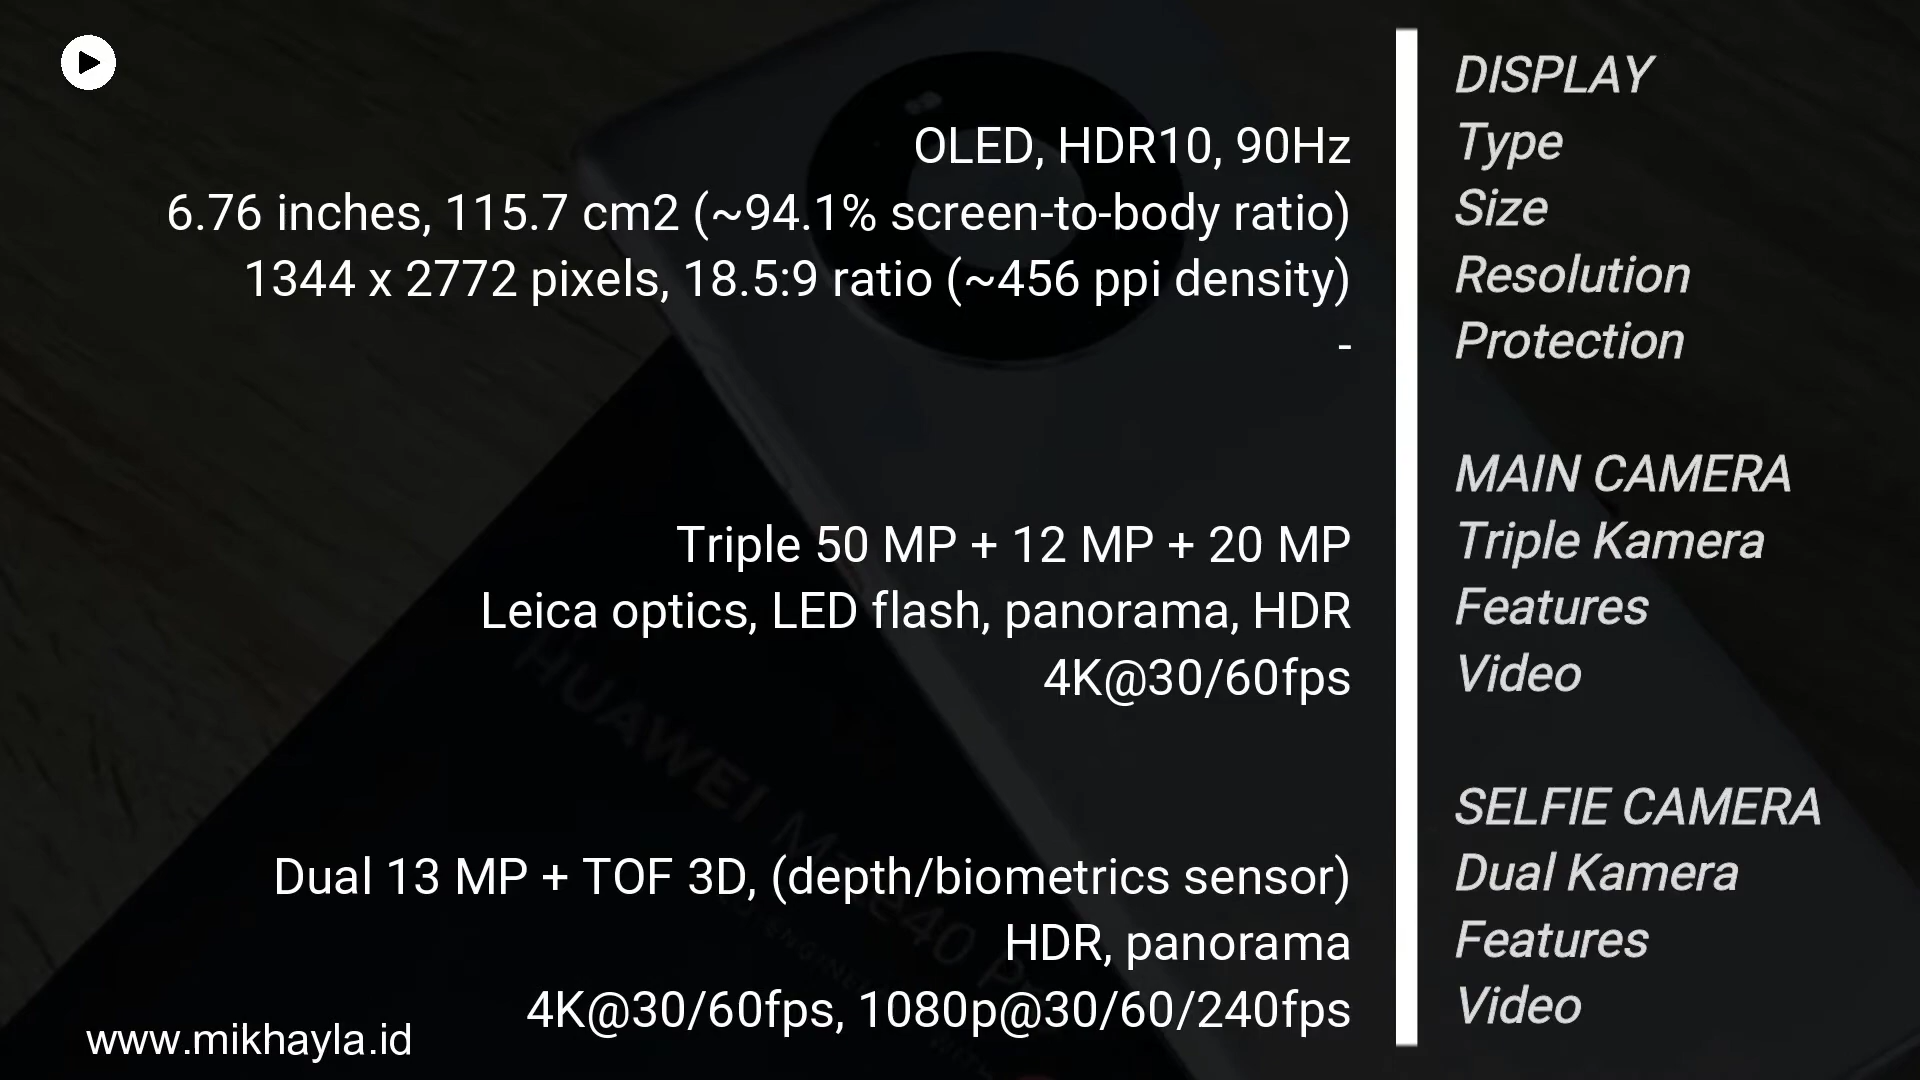 DISPLAY
OLED, HDR10, 90Hz Type
6.76 inches, 115.7 cm2 (~94.1% screen-to-body ratio) Size
1344 x 2772 pixels, 18.5:9 ratio (~456 ppi density) Resolution
- Protection
MAIN CAMERA
Triple 50 MP + 12 MP + 20 MP Triple Kamera
Leica optics, LED flash, panorama, HDR Features
4K@30/60fps Video
HUAWEI Mate40 Pro
SELFIE CAMERA
Dual 13 MP + TOF 3D, (depth/biometrics sensor) Dual Kamera
HDR, panorama Features
4K@30/60fps, 1080p@30/60/240fps Video
www.mikhayla.id